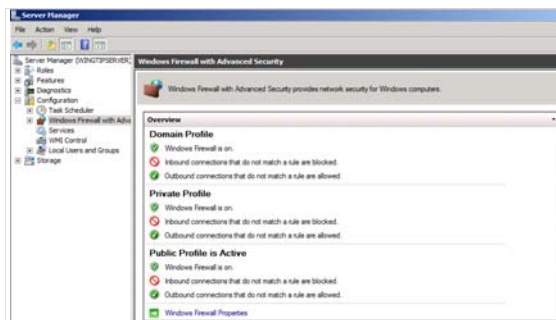 Server Manager
File Action View Help
Server Manager (WINGTIPSERVER)
Roles
Features
Diagnostics
Configuration
Task Scheduler
Windows Firewall with Adva
Services
WMI Control
Local Users and Groups
Storage
Windows Firewall with Advanced Security
Windows Firewall with Advanced Security provides network security for Windows computers.
Overview
Domain Profile
Windows Firewall is on.
Inbound connections that do not match a rule are blocked.
Outbound connections that do not match a rule are allowed.
Private Profile
Windows Firewall is on.
Inbound connections that do not match a rule are blocked.
Outbound connections that do not match a rule are allowed.
Public Profile is Active
Windows Firewall is on.
Inbound connections that do not match a rule are blocked.
Outbound connections that do not match a rule are allowed.
Windows Firewall Properties